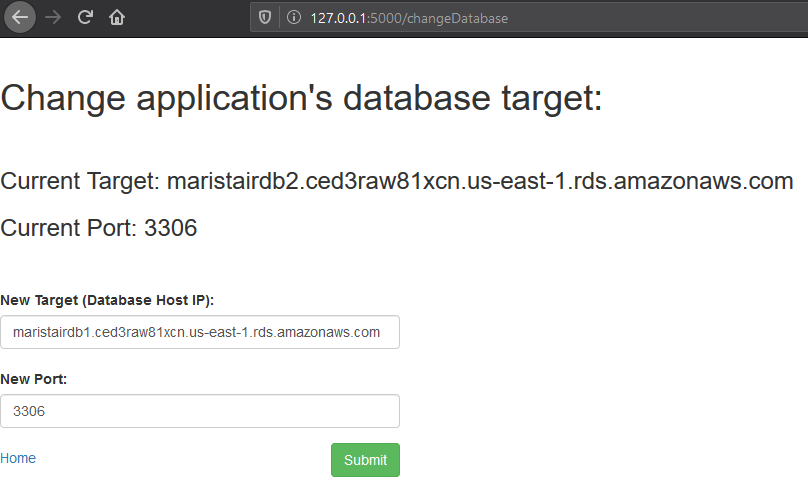 127.0.0.1:5000/changeDatabase
Change application's database target:
Current Target: maristairdb2.ced3raw81xcn.us-east-1.rds.amazonaws.com
Current Port: 3306
New Target (Database Host IP):
maristairdb1.ced3raw81xcn.us-east-1.rds.amazonaws.com
New Port:
3306
Home Submit